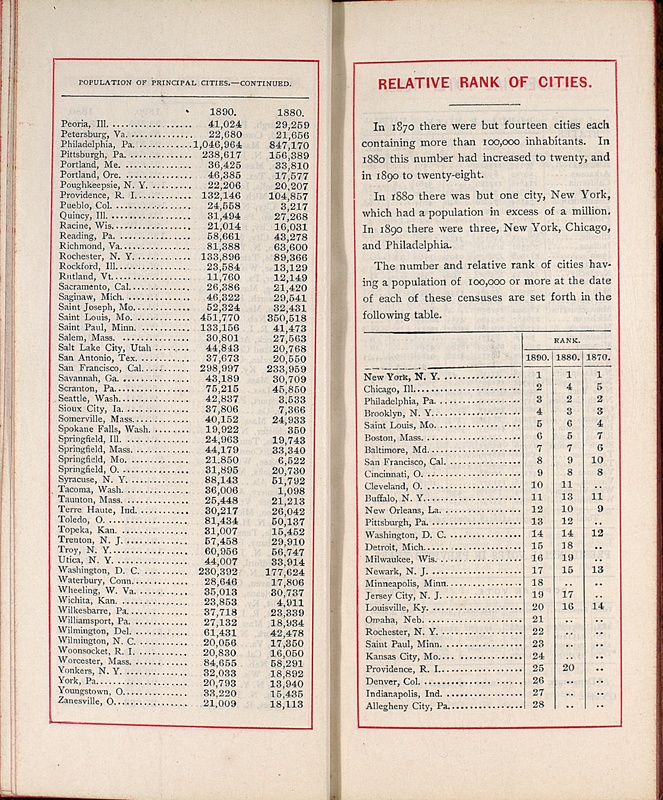 POPULATION OF PRINCIPAL CITIES.—CONTINUED.
1890. 1880.
Peoria, Ill. 41,024 29,259
Petersburg, Va. 22,680 21,656
Philadelphia, Pa. 1,046,964 847,170
Pittsburgh, Pa. 238,617 156,389
Portland, Me. 36,425 33,810
Portland, Ore. 46,385 17,577
Poughkeepsie, N. Y. 22,206 20,207
Providence, R. I. 132,146 104,857
Pueblo, Col. 24,558 3,217
Quincy, Ill. 31,494 27,268
Racine, Wis. 21,014 16,031
Reading, Pa. 58,661 43,278
Richmond, Va. 81,388 63,600
Rochester, N. Y. 133,896 89,366
Rockford, Ill. 23,584 13,129
Rutland, Vt. 11,760 12,149
Sacramento, Cal. 26,386 21,420
Saginaw, Mich. 46,322 29,541
Saint Joseph, Mo. 52,324 32,431
Saint Louis, Mo. 451,770 350,518
Saint Paul, Minn. 133,156 41,473
Salem, Mass. 30,801 27,563
Salt Lake City, Utah 44,843 20,768
San Antonio, Tex. 37,673 20,550
San Francisco, Cal. 298,997 233,959
Savannah, Ga. 43,189 30,709
Scranton, Pa. 75,215 45,850
Seattle, Wash. 42,837 3,533
Sioux City, Ia. 37,806 7,366
Somerville, Mass. 40,152 24,933
Spokane Falls, Wash. 19,922 350
Springfield, Ill. 24,963 19,743
Springfield, Mass. 44,179 33,340
Springfield, Mo. 21,850 6,522
Springfield, O. 31,895 20,730
Syracuse, N. Y. 88,143 51,792
Tacoma, Wash. 36,006 1,098
Taunton, Mass. 25,448 21,213
Terre Haute, Ind. 30,217 26,042
Toledo, O. 81,434 50,137
Topeka, Kan. 31,007 15,452
Trenton, N. J. 57,458 29,910
Troy, N. Y. 60,956 56,747
Utica, N. Y. 44,007 33,914
Washington, D. C. 230,392 177,624
Waterbury, Conn. 28,646 17,806
Wheeling, W. Va. 35,013 30,737
Wichita, Kan. 23,853 4,911
Wilkesbarre, Pa. 37,718 23,339
Williamsport, Pa. 27,132 18,934
Wilmington, Del. 61,431 42,478
Wilmington, N. C. 20,056 17,350
Woonsocket, R. I. 20,830 16,050
Worcester, Mass. 84,655 58,291
Yonkers, N. Y. 32,033 18,892
York, Pa. 20,793 13,940
Youngstown, O. 33,220 15,435
Zanesville, O. 21,009 18,113
RELATIVE RANK OF CITIES.
In 1870 there were but fourteen cities each
containing more than 100,000 inhabitants. In
1880 this number had increased to twenty, and
in 1890 to twenty-eight.
In 1880 there was but one city, New York,
which had a population in excess of a million.
In 1890 there were three, New York, Chicago,
and Philadelphia.
The number and relative rank of cities hav-
ing a population of 100,000 or more at the date
of each of these censuses are set forth in the
following table.
RANK.
1890. 1880. 1870.
New York, N. Y. 1 1 1
Chicago, Ill. 2 4 5
Philadelphia, Pa. 3 2 2
Brooklyn, N. Y. 4 3 3
Saint Louis, Mo. 5 6 4
Boston, Mass. 6 5 7
Baltimore, Md. 7 7 6
San Francisco, Cal. 8 9 10
Cincinnati, O. 9 8 8
Cleveland, O. 10 11 ..
Buffalo, N. Y. 11 13 11
New Orleans, La. 12 10 9
Pittsburgh, Pa. 13 12 ..
Washington, D. C. 14 14 12
Detroit, Mich. 15 18 ..
Milwaukee, Wis. 16 19 ..
Newark, N. J. 17 15 13
Minneapolis, Minn. 18 .. ..
Jersey City, N. J. 19 17 ..
Louisville, Ky. 20 16 14
Omaha, Neb. 21 .. ..
Rochester, N. Y. 22 .. ..
Saint Paul, Minn. 23 .. ..
Kansas City, Mo. 24 .. ..
Providence, R. I. 25 20 ..
Denver, Col. 26 .. ..
Indianapolis, Ind. 27 .. ..
Allegheny City, Pa. 28 .. ..